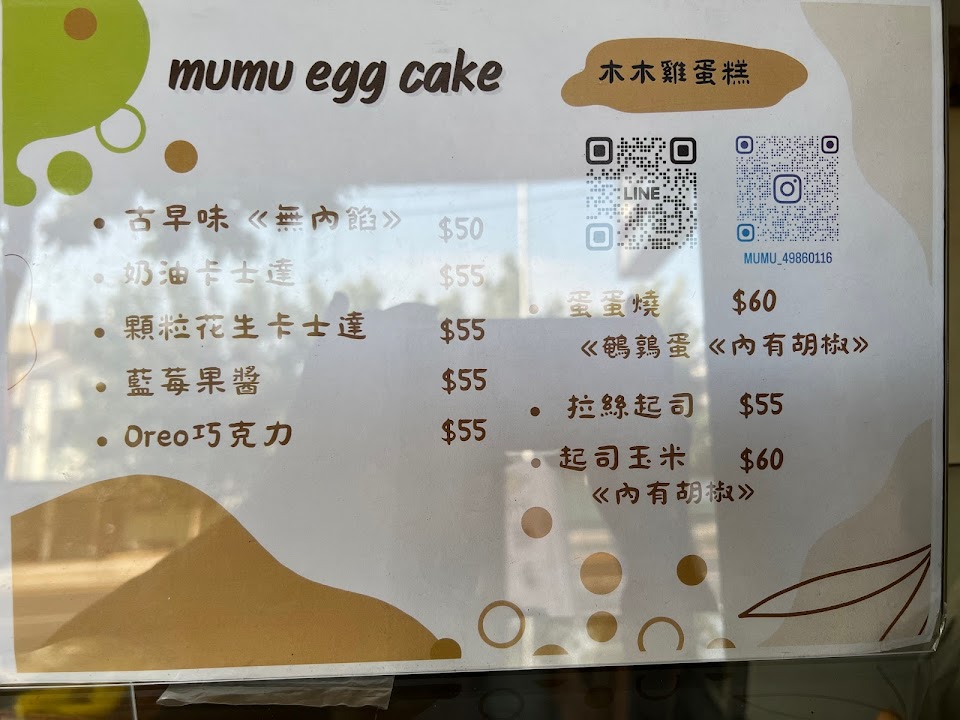 mumu egg cake
木木雞蛋糕
LINE
MUMU_49860116
• 古早味《無內餡》 $50
• 奶油卡士達 $55
• 顆粒花生卡士達 $55
• 藍莓果醬 $55
• Oreo巧克力 $55
• 蛋蛋燒 $60
《鵪鶉蛋《內有胡椒》
• 拉絲起司 $55
• 起司玉米 $60
《內有胡椒》